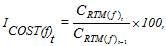 I_{COST(f)_t} = \frac{C_{RTM(f)_t}}{C_{RTM(f)_{t-1}}} \times 100,